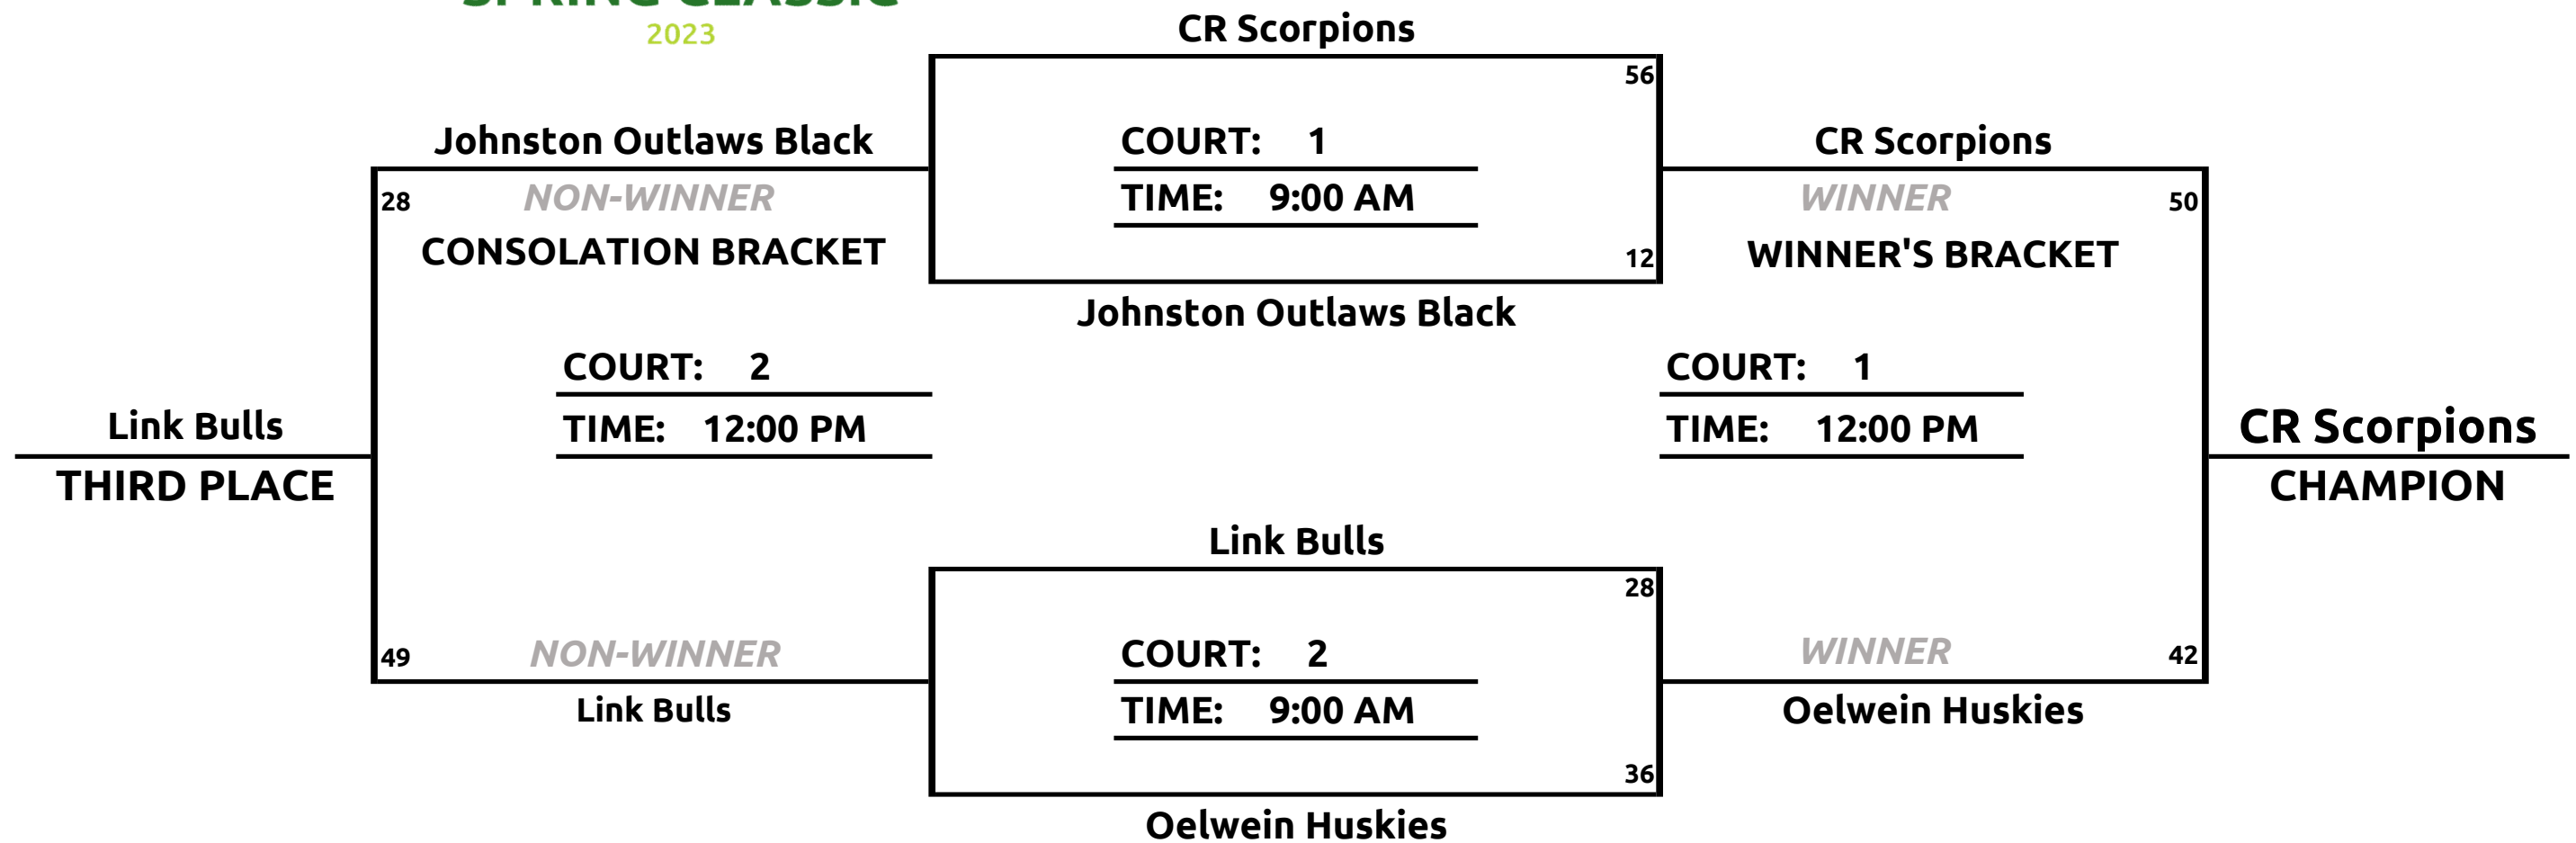 SPRING CLASSIC
2023
CR Scorpions
56
COURT: 1
TIME: 9:00 AM
12
Johnston Outlaws Black
Johnston Outlaws Black
28 NON-WINNER
CONSOLATION BRACKET
COURT: 2
TIME: 12:00 PM
Link Bulls
THIRD PLACE
49 NON-WINNER
Link Bulls
CR Scorpions
WINNER 50
WINNER'S BRACKET
COURT: 1
TIME: 12:00 PM
CR Scorpions
CHAMPION
Link Bulls
28
COURT: 2
TIME: 9:00 AM
36
Oelwein Huskies
WINNER 42
Oelwein Huskies